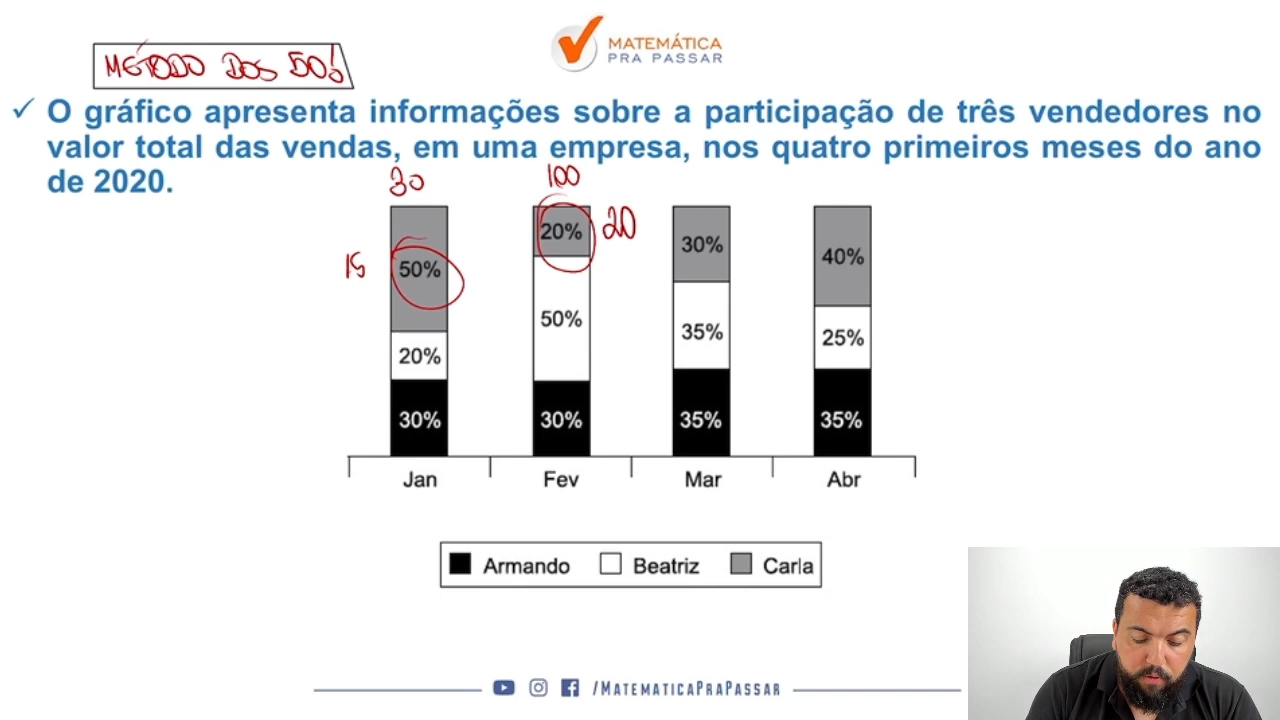 MATEMÁTICA
PRA PASSAR
MÉTODO DOS 50!
✓ O gráfico apresenta informações sobre a participação de três vendedores no
valor total das vendas, em uma empresa, nos quatro primeiros meses do ano
de 2020.
30
100
20% 20
30%
40%
15 50%
50%
35%
25%
20%
30%
30%
35%
35%
Jan
Fev
Mar
Abr
Armando
Beatriz
Carla
/MATEMATICAPRAPASSAR